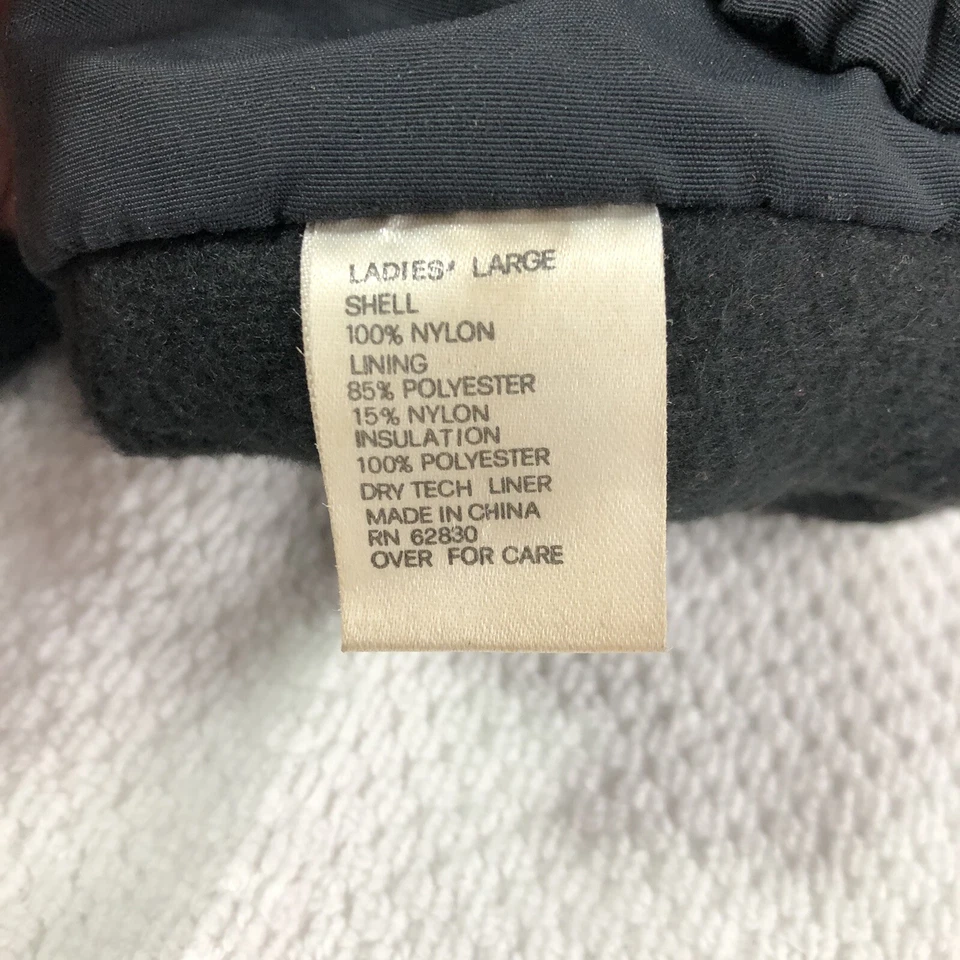 LADIES' LARGE
SHELL
100% NYLON
LINING
85% POLYESTER
15% NYLON
INSULATION
100% POLYESTER
DRY TECH LINER
MADE IN CHINA
RN 62830
OVER FOR CARE